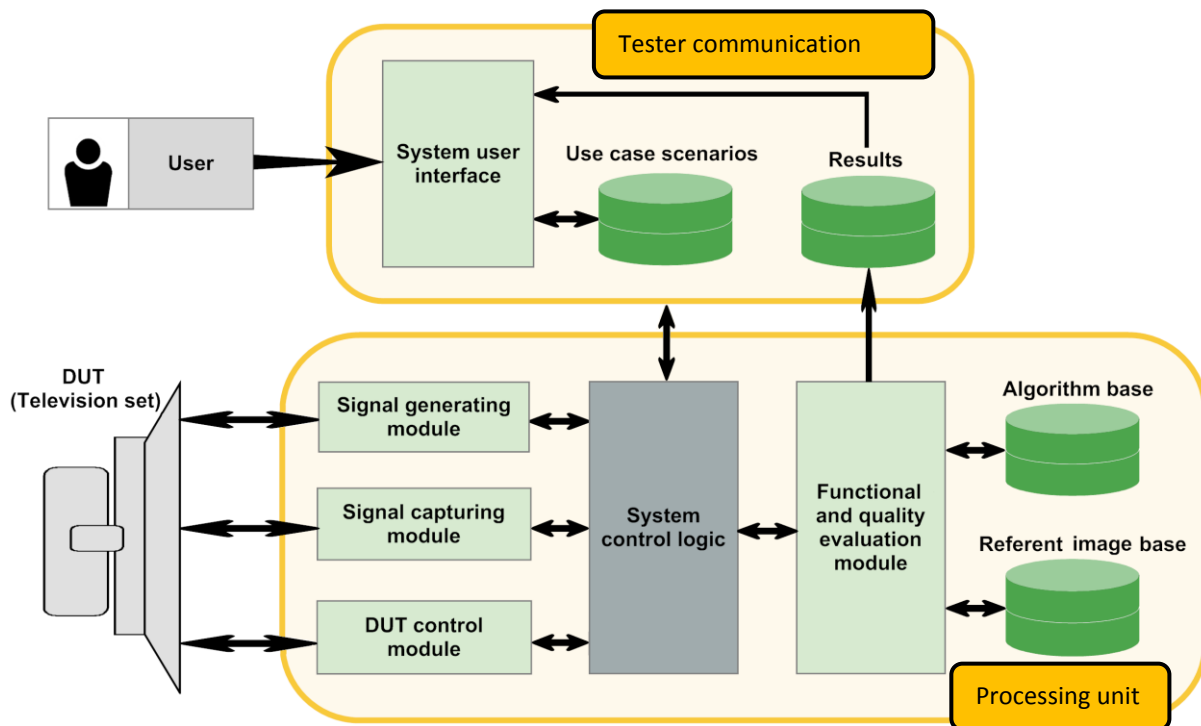 Tester communication
User
System user
interface
Use case scenarios
Results
DUT
(Television set)
Signal generating
module
Signal capturing
module
DUT control
module
System
control logic
Functional
and quality
evaluation
module
Algorithm base
Referent image base
Processing unit